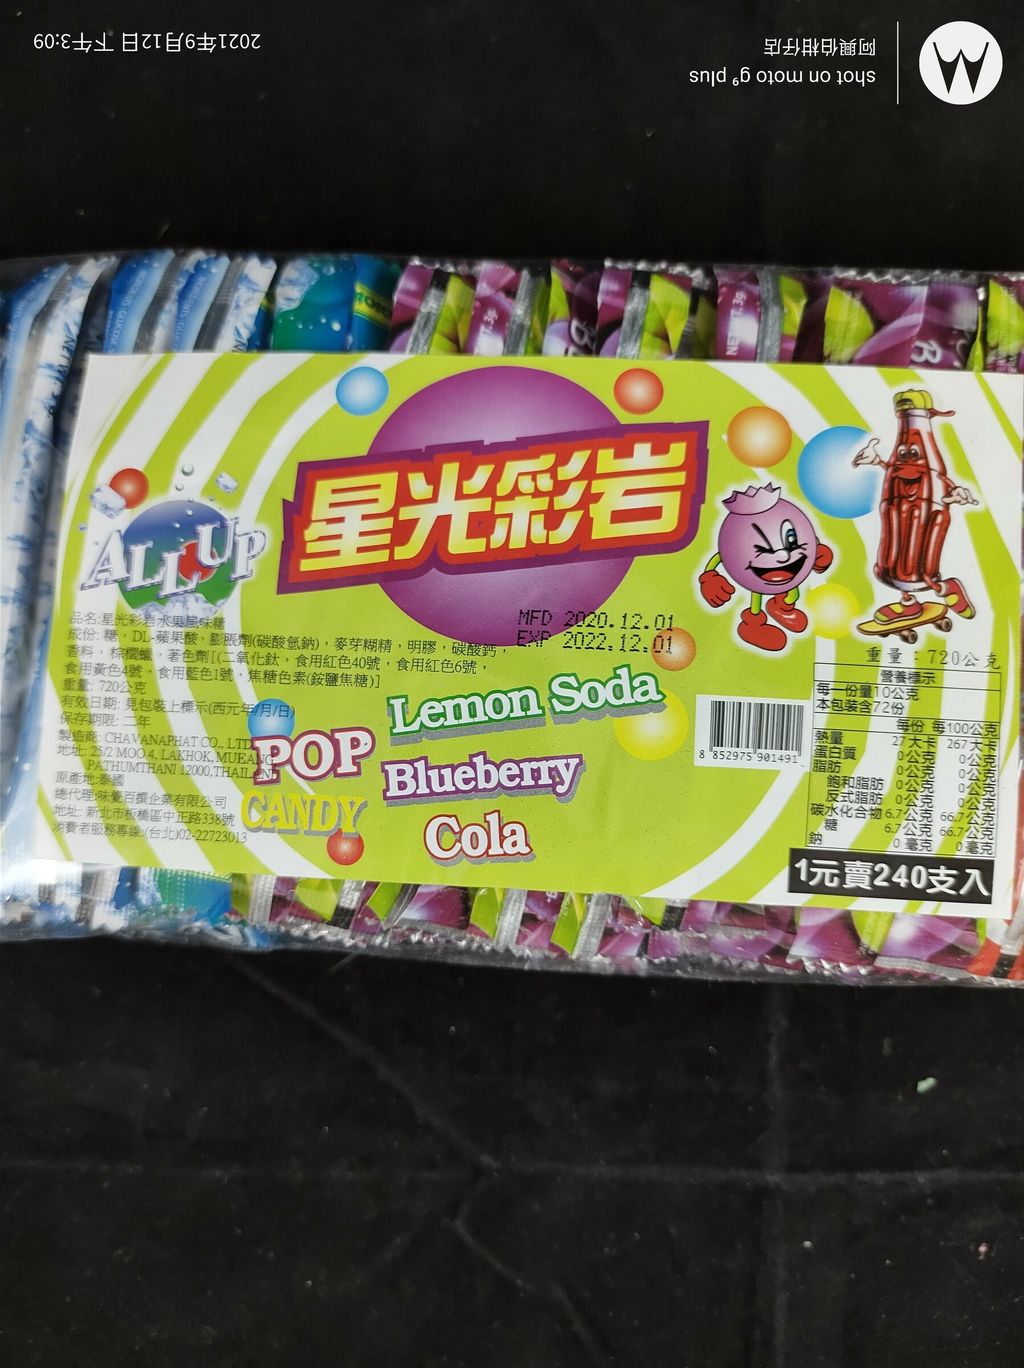 阿興伯柑仔店
shot on moto g⁹ plus
2021年9月12日 下午3:09
ALLUP
星光彩岩
MFD 2020.12.01
EXP 2022.12.01
品名:星光彩岩水果風味糖
成份: 糖，DL-蘋果酸，膨脹劑(碳酸氫鈉)，麥芽糊精，明膠，碳酸鈣，
香料，棕櫚蠟，著色劑[(二氧化鈦，食用紅色40號，食用紅色6號，
食用黃色4號，食用藍色1號，焦糖色素(銨鹽焦糖)]
重量: 720公克
有效日期: 見包裝上標示(西元年/月/日)
保存期限: 二年
製造商: CHAVANAPHAT CO., LTD
地址: 25/2 MOO 4, LAKHOK, MUEANG
PATHUMTHANI 12000,THAILAND
原產地:泰國
總代理:味覺百饌企業有限公司
地址: 新北市板橋區中正路338號
消費者服務專線:(台北)02-22723013
POP
CANDY
Lemon Soda
Blueberry
Cola
8 852975 901491
重量：720公克
營養標示
每一份量10公克
本包裝含72份
每份 每100公克
熱量 27大卡 267大卡
蛋白質 0公克 0公克
脂肪 0公克 0公克
飽和脂肪 0公克 0公克
反式脂肪 0公克 0公克
碳水化合物 6.7公克 66.7公克
糖 6.7公克 66.7公克
鈉 0毫克 0毫克
1元賣240支入